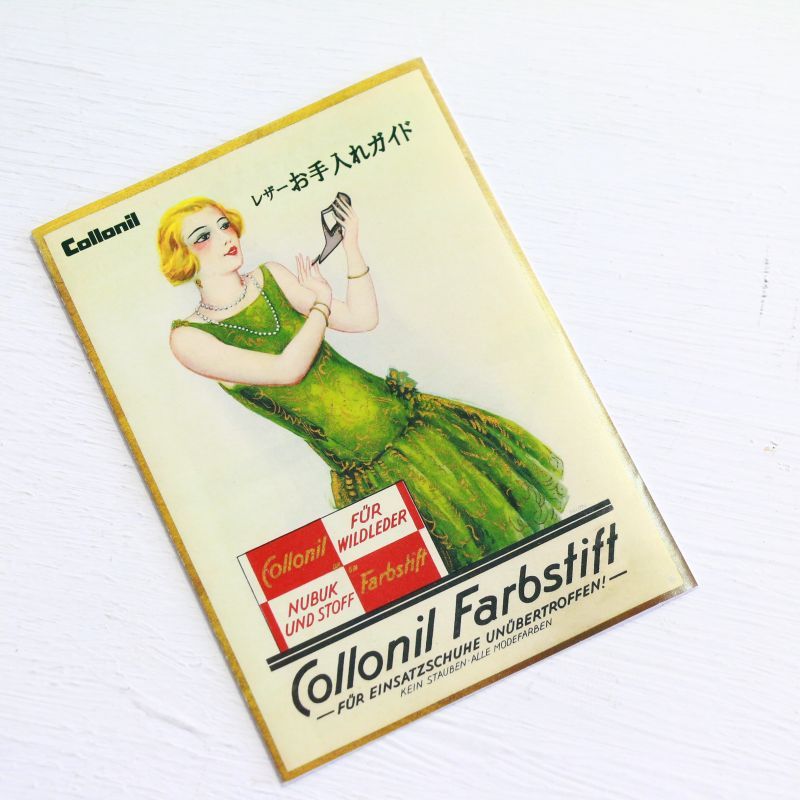 レザーお手入れガイド
Collonil
FÜR
WILDLEDER
Collonil
Farbstift
NUBUK
UND STOFF
Collonil Farbstift
—FÜR EINSATZSCHUHE UNÜBERTROFFEN!—
KEIN STAUBEN·ALLE MODEFARBEN